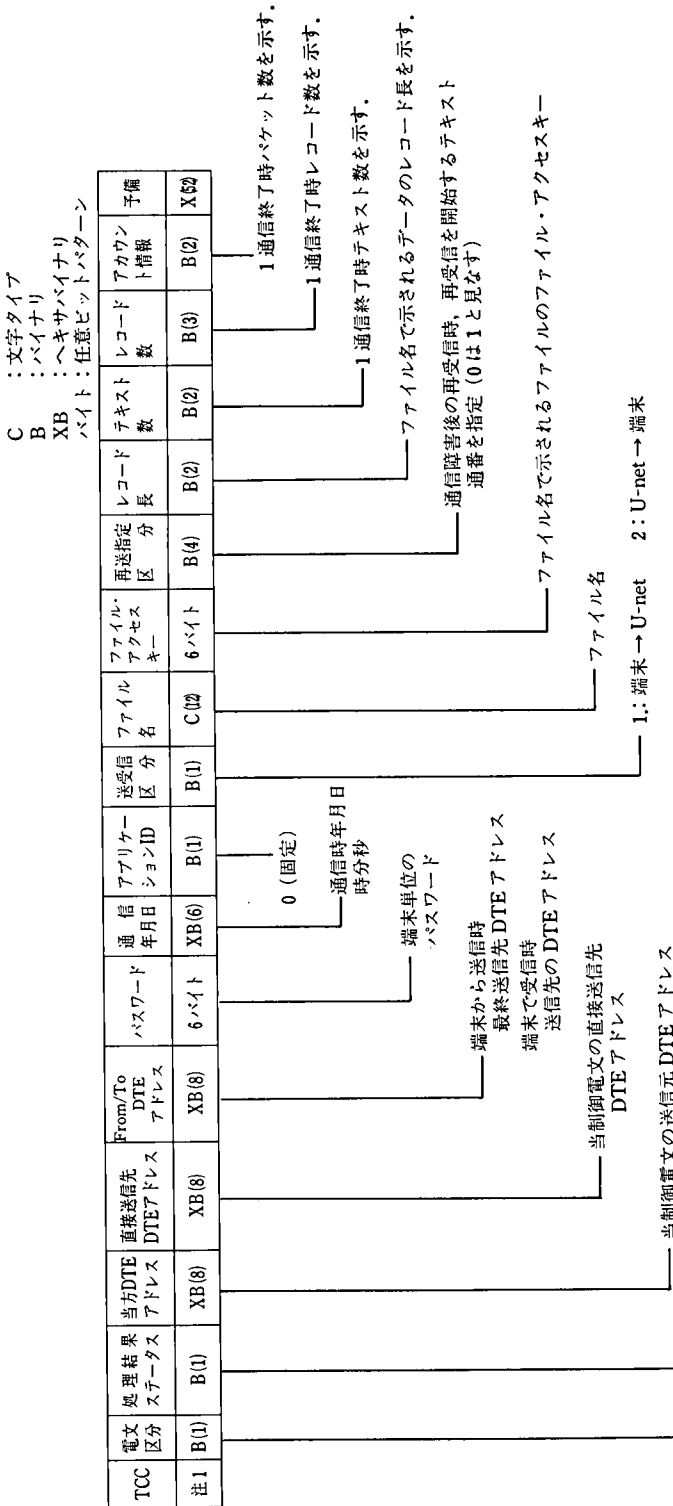 C　：文字タイプ
B　：バイナリ
XB　：ヘキサバイナリ
バイト：任意ビットパターン
TCC
注1
電文
区分
B(1)
処理結果
ステータス
B(1)
当方DTE
アドレス
XB(8)
直接送信先
DTEアドレス
XB(8)
From/To
DTE
アドレス
XB(8)
パスワード
6バイト
通信
年月日
XB(6)
アプリケー
ションID
B(1)
送受信
区分
B(1)
ファイル
名
C(12)
ファイル・
アクセス
キー
6バイト
再送指定
区分
B(4)
レコード
長
B(2)
テキスト
数
B(2)
レコード
数
B(3)
アカウン
ト情報
B(2)
予備
X(52)
1通信終了時パケット数を示す.
1通信終了時レコード数を示す.
1通信終了時テキスト数を示す.
ファイル名で示されるデータのレコード長を示す.
通信障害後の再受信時，再受信を開始するテキスト
通番を指定（0は1と見なす）
ファイル名で示されるファイルのファイル・アクセスキー
ファイル名
1.：端末→U-net　2：U-net→端末
0（固定）
通信時年月日
時分秒
端末単位の
パスワード
端末から送信時
最終送信先DTEアドレス
端末で受信時
送信先のDTEアドレス
当制御電文の直接送信先
DTEアドレス
当制御電文の送信元DTEアドレス